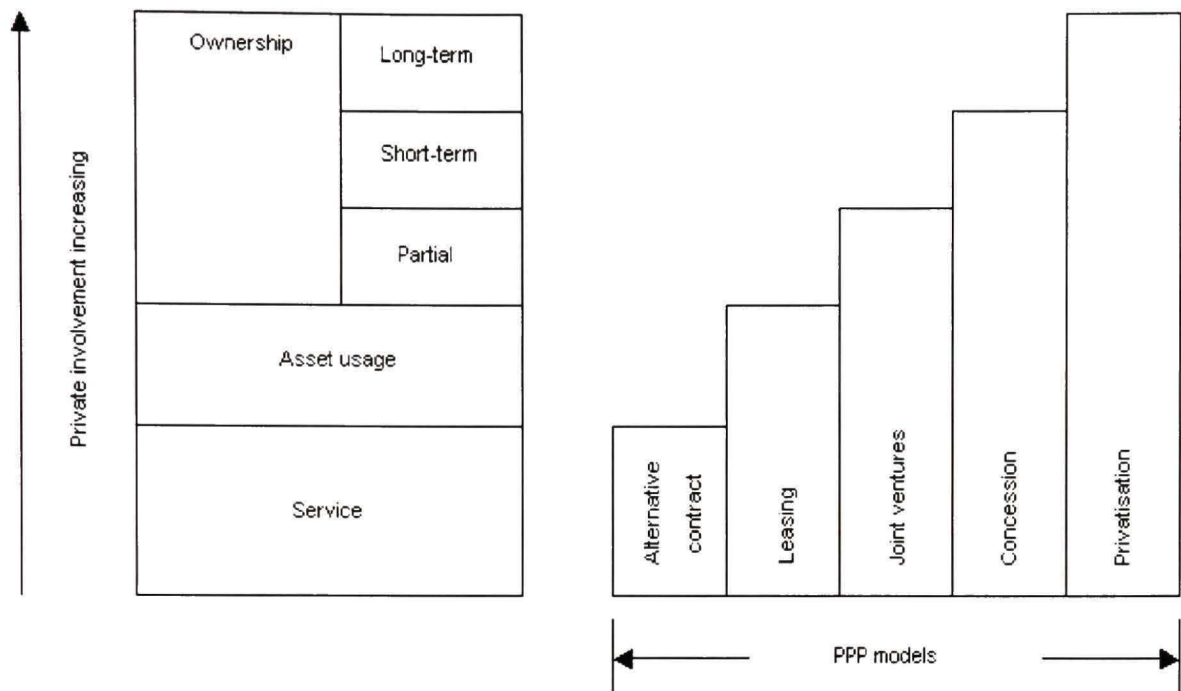 Private involvement increasing
Ownership
Long-term
Short-term
Partial
Asset usage
Service
Alternative
contract
Leasing
Joint ventures
Concession
Privatisation
PPP models